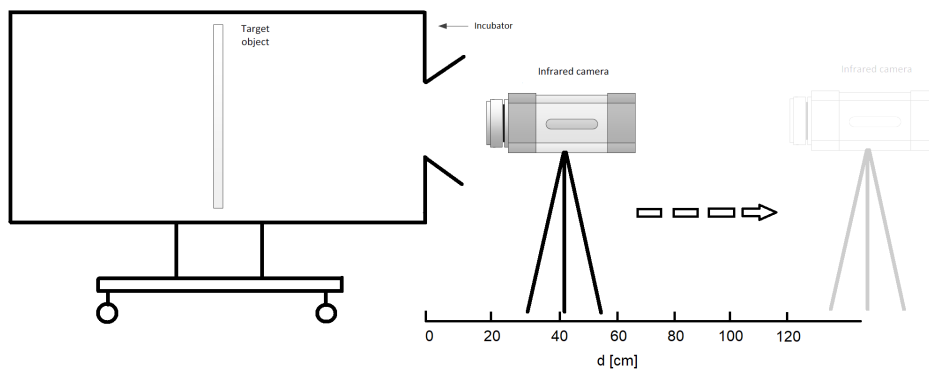 Target
object
Incubator
Infrared camera
Infrared camera
0 20 40 60 80 100 120
d [cm]